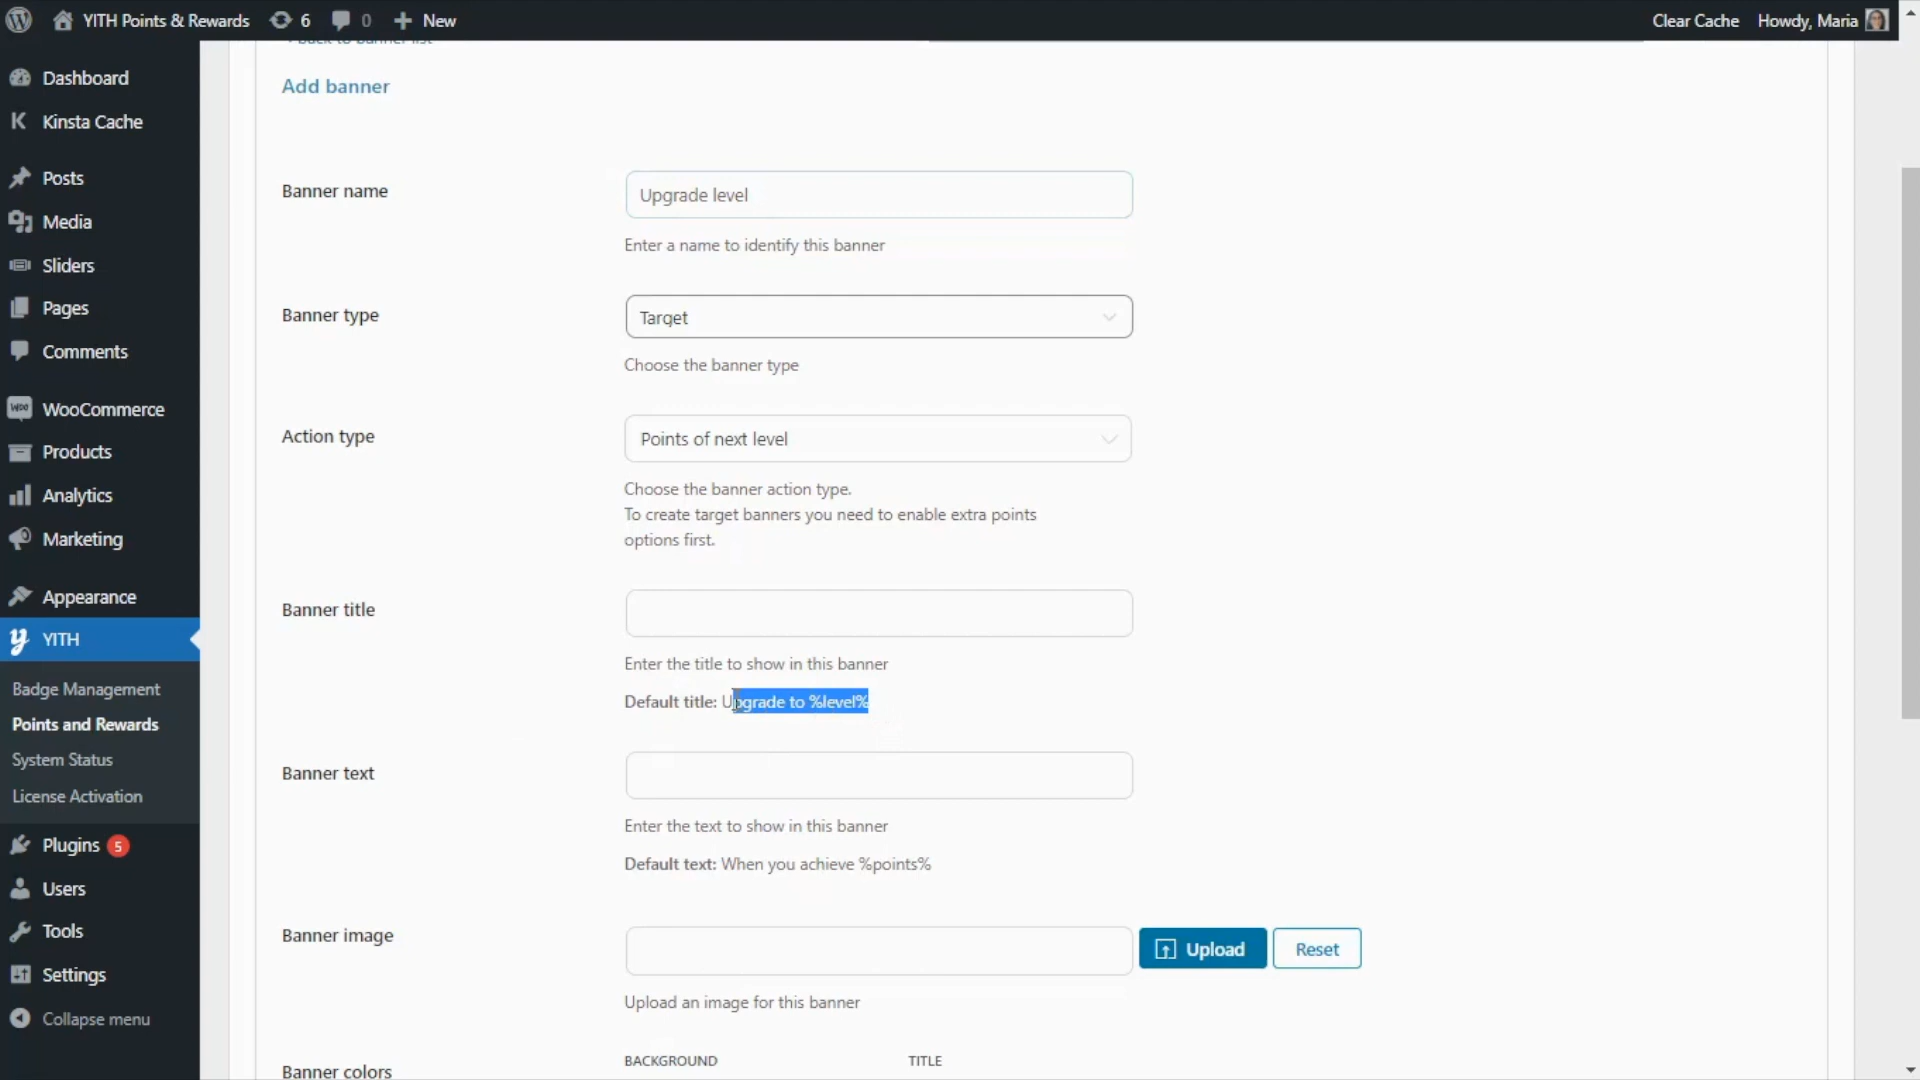 YITH Points & Rewards
6
0
New
Clear Cache
Howdy, Maria
Dashboard
Kinsta Cache
Posts
Media
Sliders
Pages
Comments
WooCommerce
Products
Analytics
Marketing
Appearance
YITH
Badge Management
Points and Rewards
System Status
License Activation
Plugins 5
Users
Tools
Settings
Collapse menu
Back to banner list
Add banner
Banner name
Upgrade level
Enter a name to identify this banner
Banner type
Target
Choose the banner type
Action type
Points of next level
Choose the banner action type.
To create target banners you need to enable extra points
options first.
Banner title
Enter the title to show in this banner
Default title: Upgrade to %level%
Banner text
Enter the text to show in this banner
Default text: When you achieve %points%
Banner image
Upload
Reset
Upload an image for this banner
Banner colors
BACKGROUND
TITLE